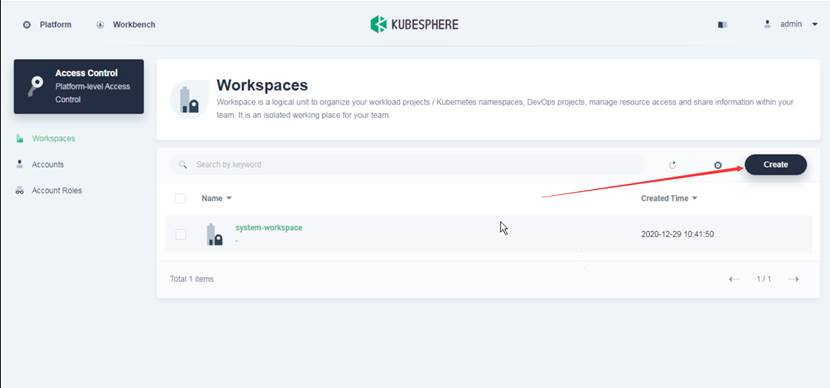 Platform
Workbench
KUBESPHERE
admin
Access Control
Platform-level Access
Control
Workspaces
Accounts
Account Roles
Workspaces
Workspace is a logical unit to organize your workload projects / Kubernetes namespaces, DevOps projects, manage resource access and share information within your
team. It is an isolated working place for your team.
Search by keyword
Create
Name
Created Time
system-workspace
-
2020-12-29 10:41:50
Total 1 items
1 / 1